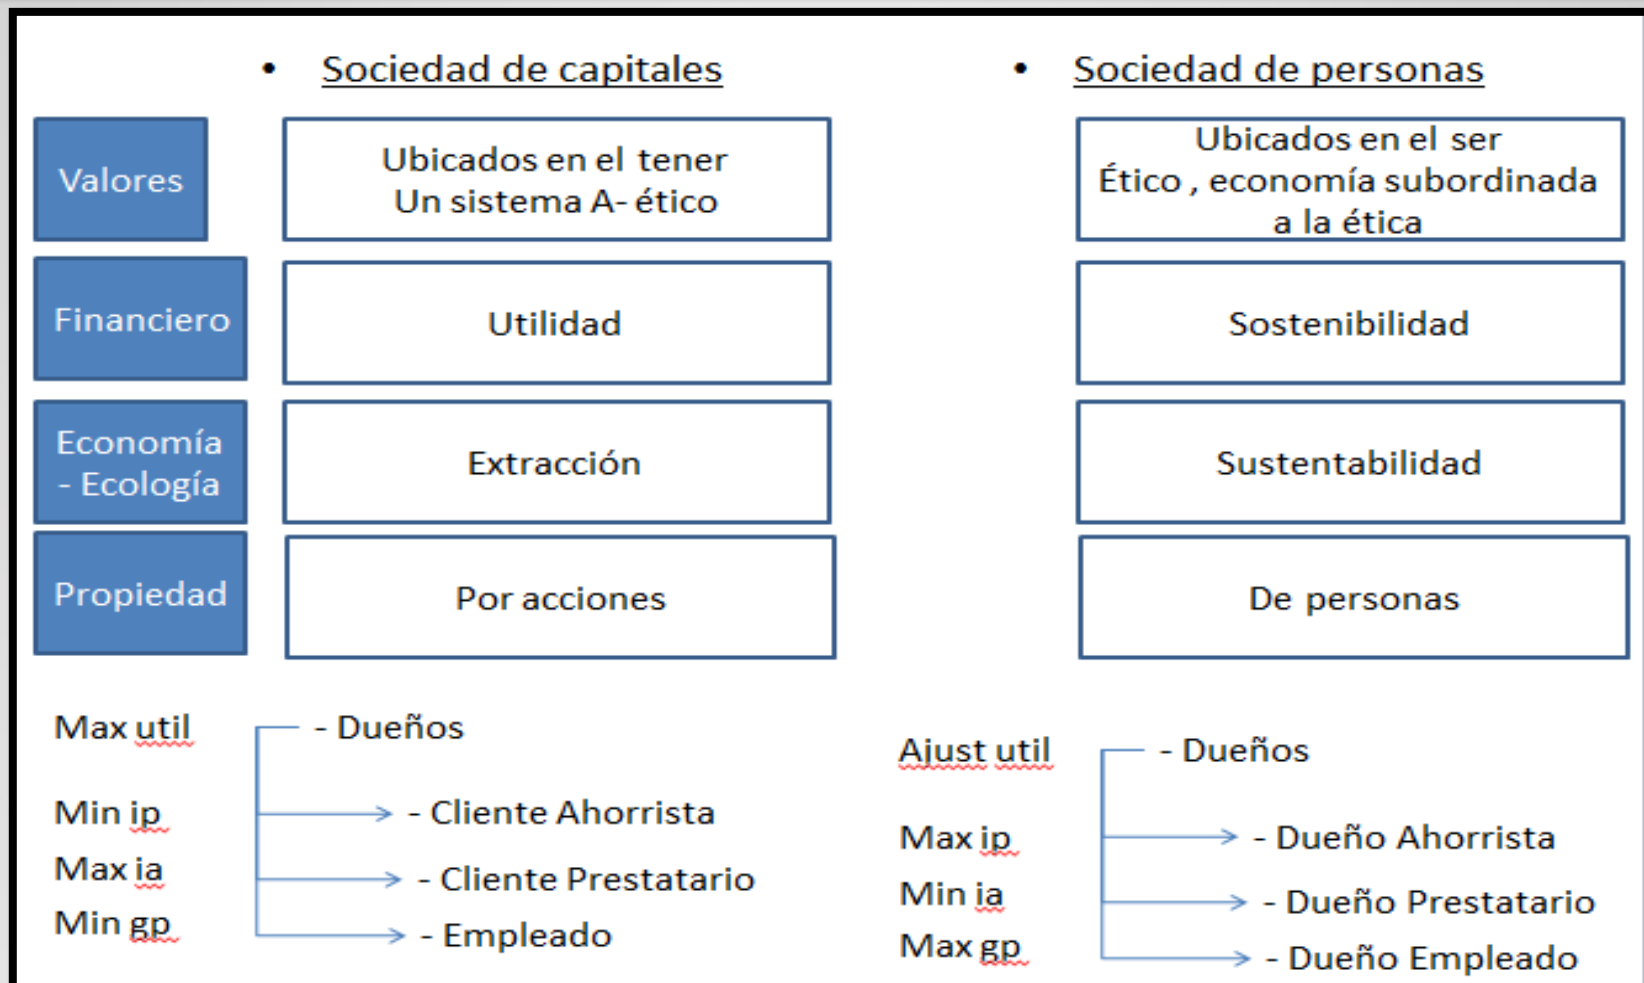 • Sociedad de capitales
• Sociedad de personas
Valores
Ubicados en el tener
Un sistema A- ético
Ubicados en el ser
Ético , economía subordinada
a la ética
Financiero
Utilidad
Sostenibilidad
Economía
- Ecología
Extracción
Sustentabilidad
Propiedad
Por acciones
De personas
Max util
- Dueños
Min ip
- Cliente Ahorrista
Max ia
- Cliente Prestatario
Min gp
- Empleado
Ajust util
- Dueños
Max ip
- Dueño Ahorrista
Min ia
- Dueño Prestatario
Max gp
- Dueño Empleado